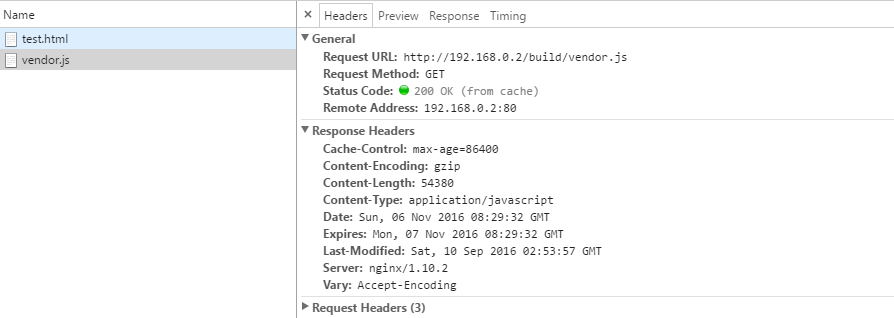 Name
test.html
vendor.js
× Headers Preview Response Timing
General
Request URL: http://192.168.0.2/build/vendor.js
Request Method: GET
Status Code: 200 OK (from cache)
Remote Address: 192.168.0.2:80
Response Headers
Cache-Control: max-age=86400
Content-Encoding: gzip
Content-Length: 54380
Content-Type: application/javascript
Date: Sun, 06 Nov 2016 08:29:32 GMT
Expires: Mon, 07 Nov 2016 08:29:32 GMT
Last-Modified: Sat, 10 Sep 2016 02:53:57 GMT
Server: nginx/1.10.2
Vary: Accept-Encoding
Request Headers (3)